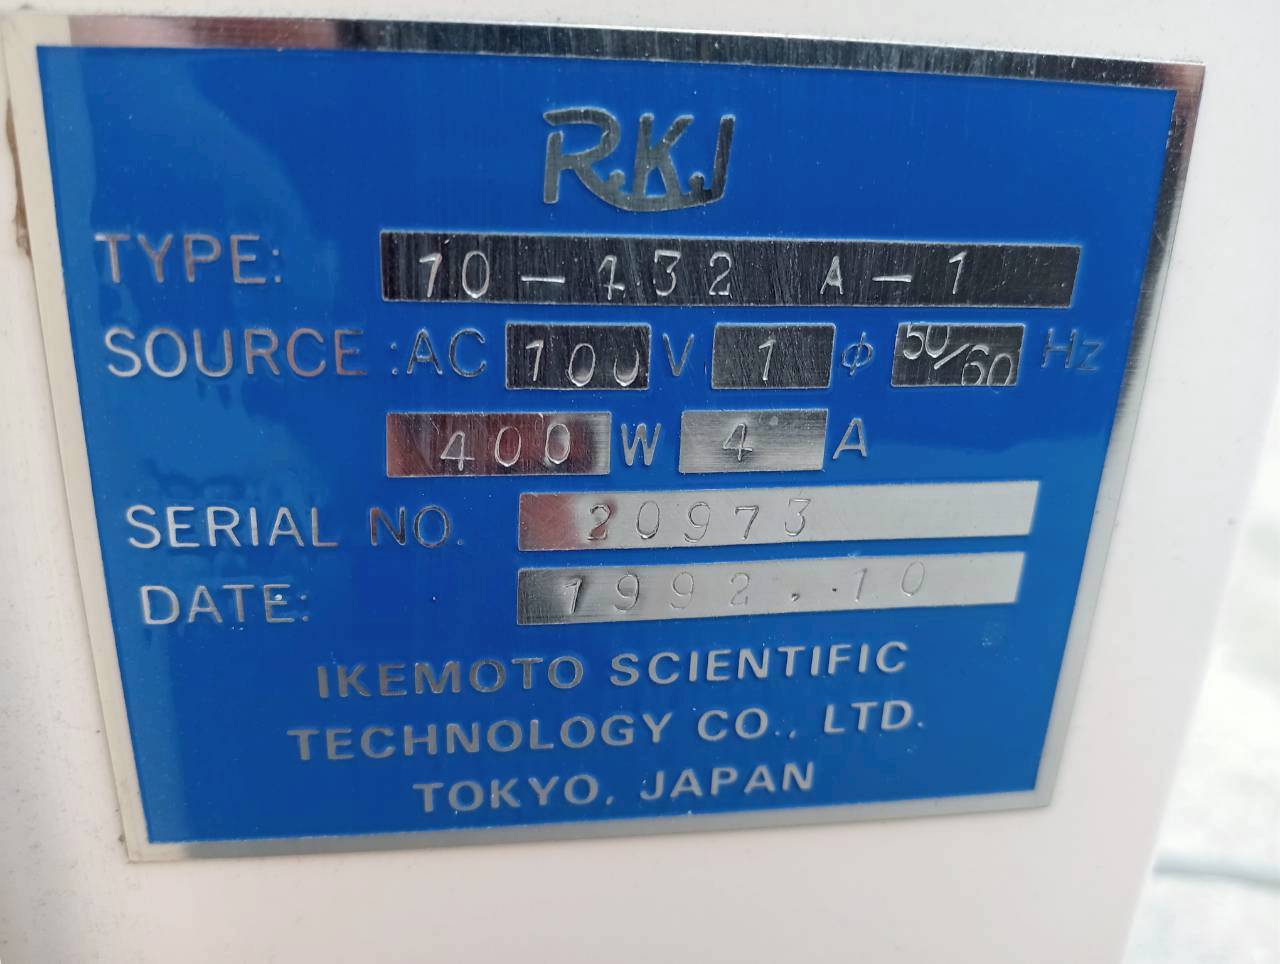 R.K.I
TYPE: 10-432 A-1
SOURCE: AC 100 V 1 φ 50/60 Hz
400 W 4 A
SERIAL NO. 20973
DATE: 1992.10
IKEMOTO SCIENTIFIC
TECHNOLOGY CO., LTD.
TOKYO, JAPAN